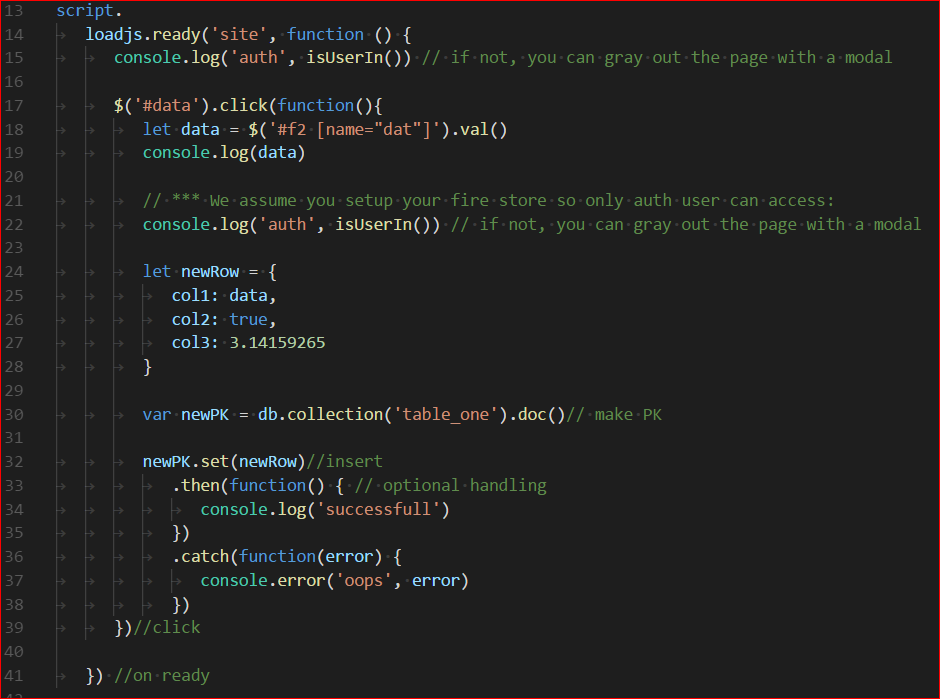 13 script.
14 loadjs.ready('site', function () {
15 console.log('auth', isUserIn()) // if not, you can gray out the page with a modal
16
17 $('#data').click(function(){
18 let data = $('#f2 [name="dat"]').val()
19 console.log(data)
20
21 // *** We assume you setup your fire store so only auth user can access:
22 console.log('auth', isUserIn()) // if not, you can gray out the page with a modal
23
24 let newRow = {
25 col1: data,
26 col2: true,
27 col3: 3.14159265
28 }
29
30 var newPK = db.collection('table_one').doc()// make PK
31
32 newPK.set(newRow)//insert
33 .then(function() { // optional handling
34 console.log('successfull')
35 })
36 .catch(function(error) {
37 console.error('oops', error)
38 })
39 })//click
40
41 }) //on ready